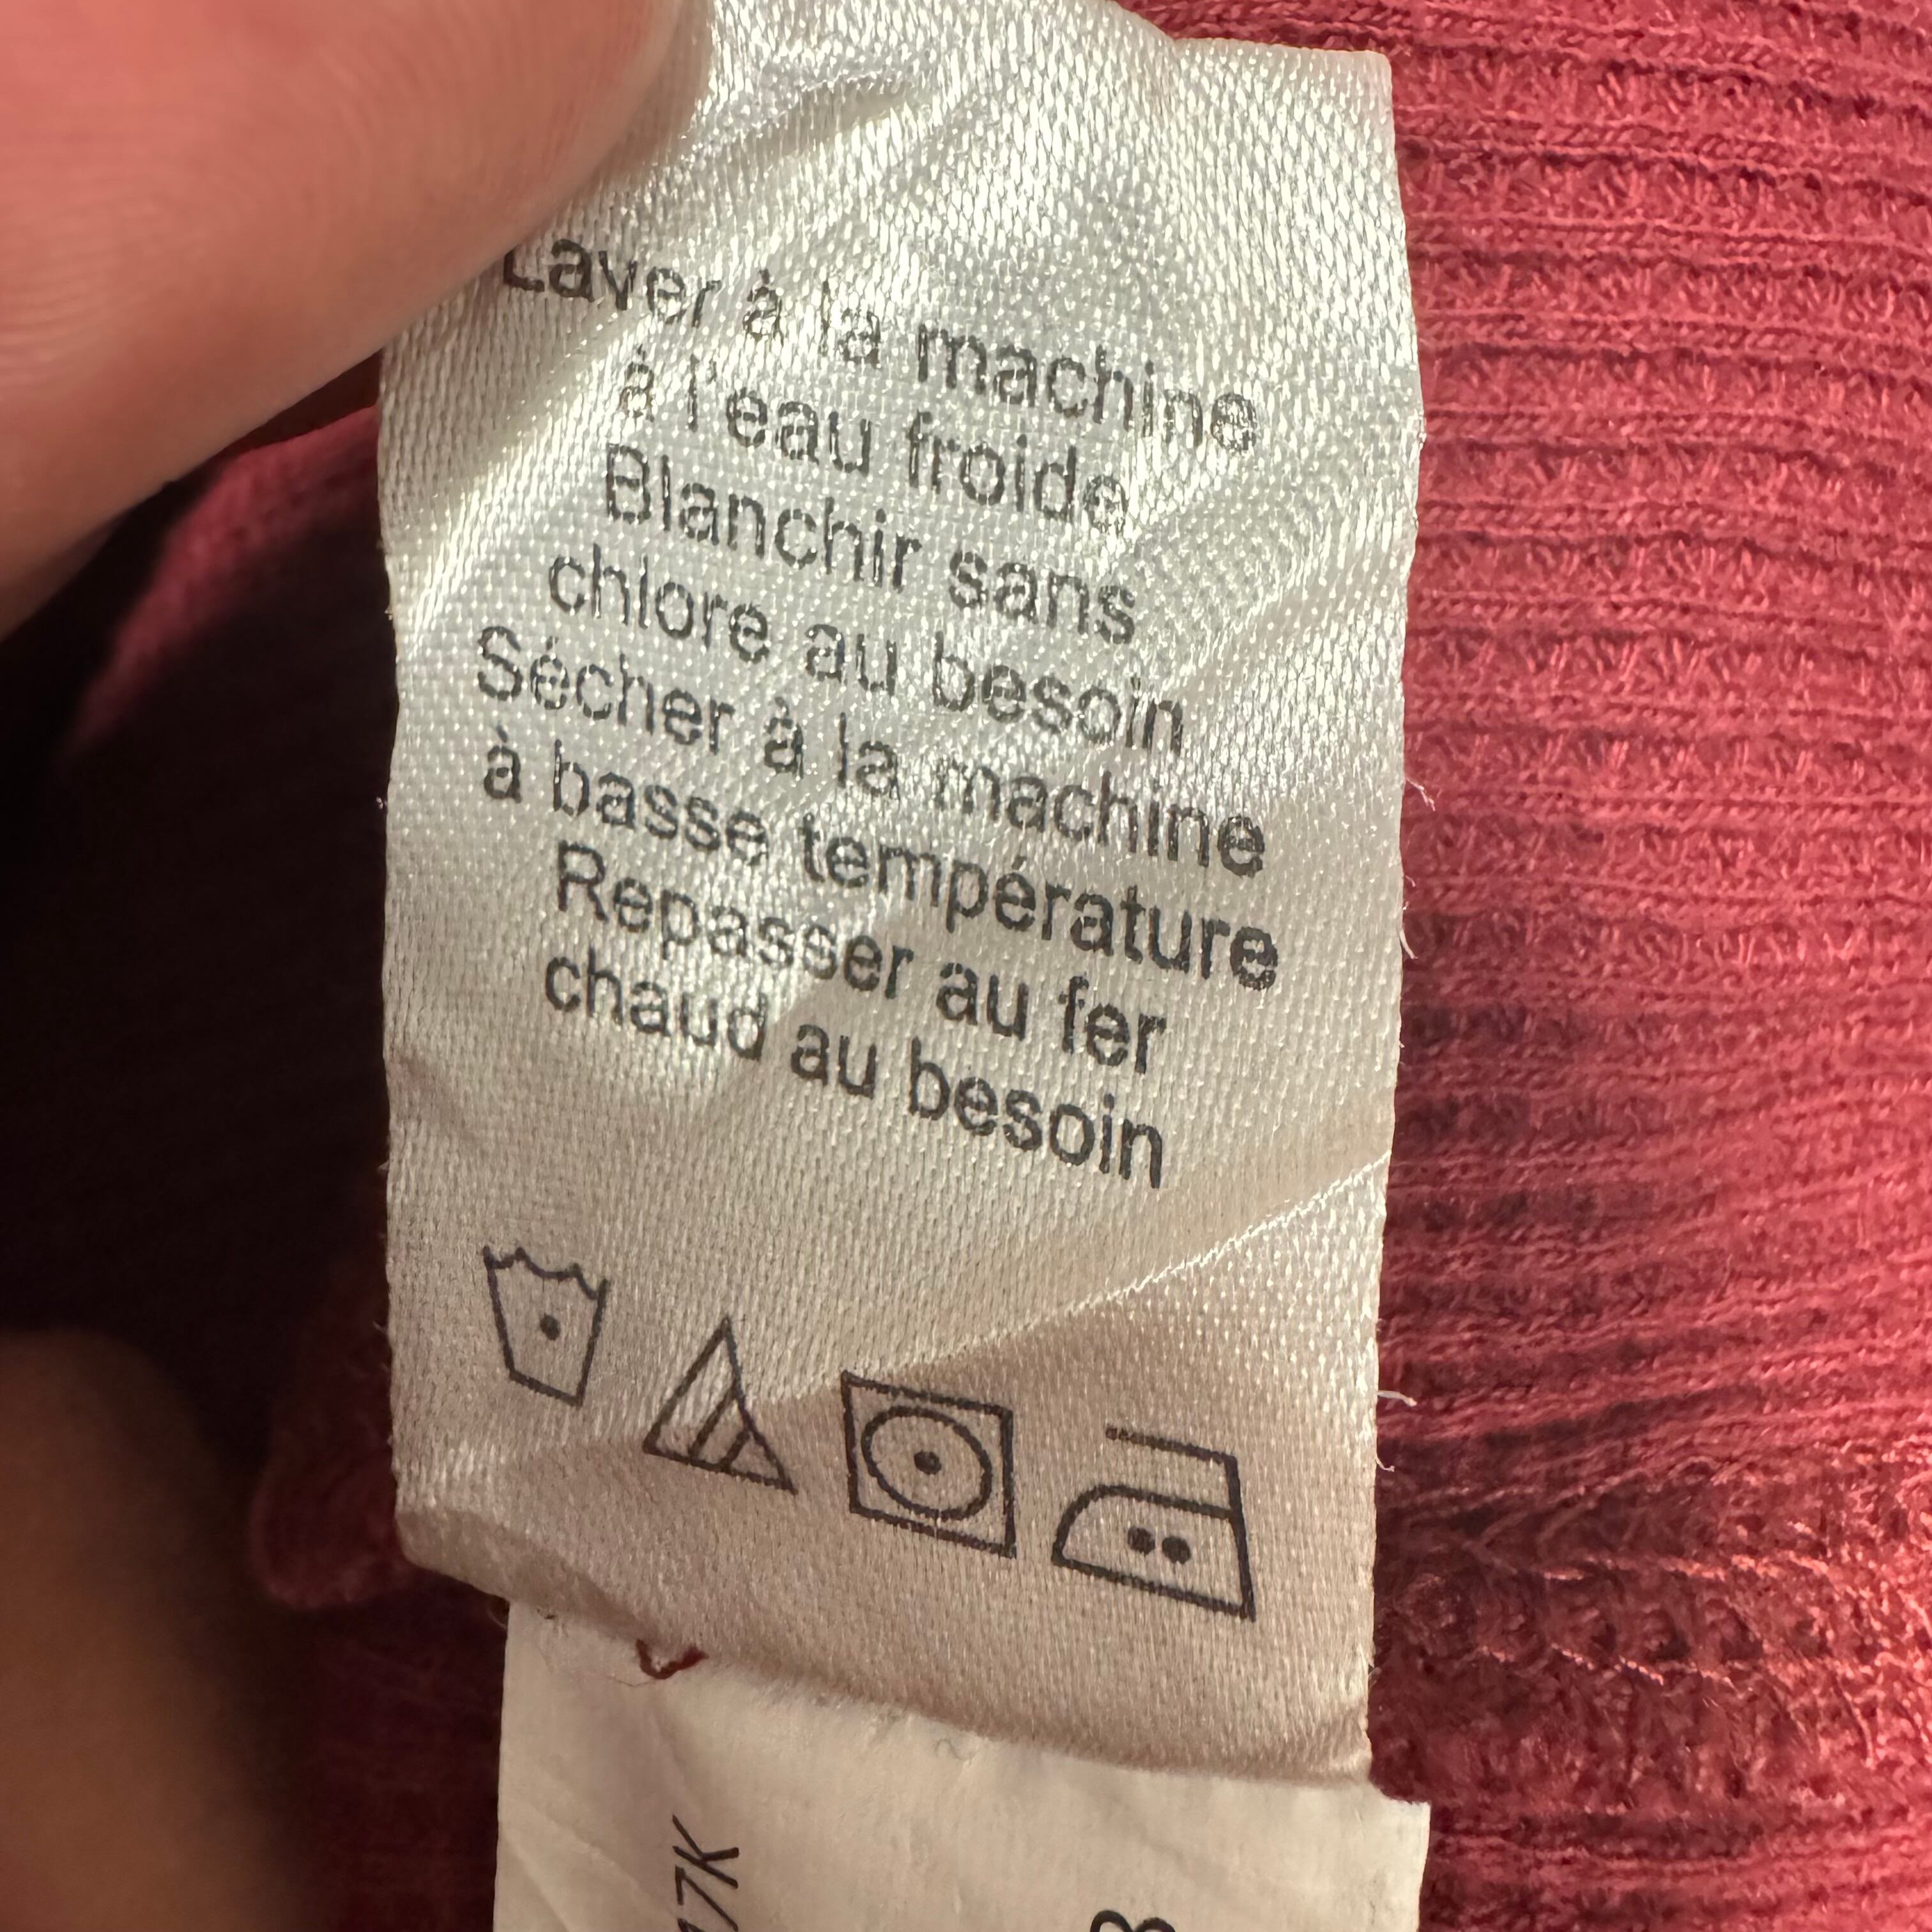 Laver à la machine
à l'eau froide
Blanchir sans
chlore au besoin
Sécher à la machine
à basse température
Repasser au fer
chaud au besoin